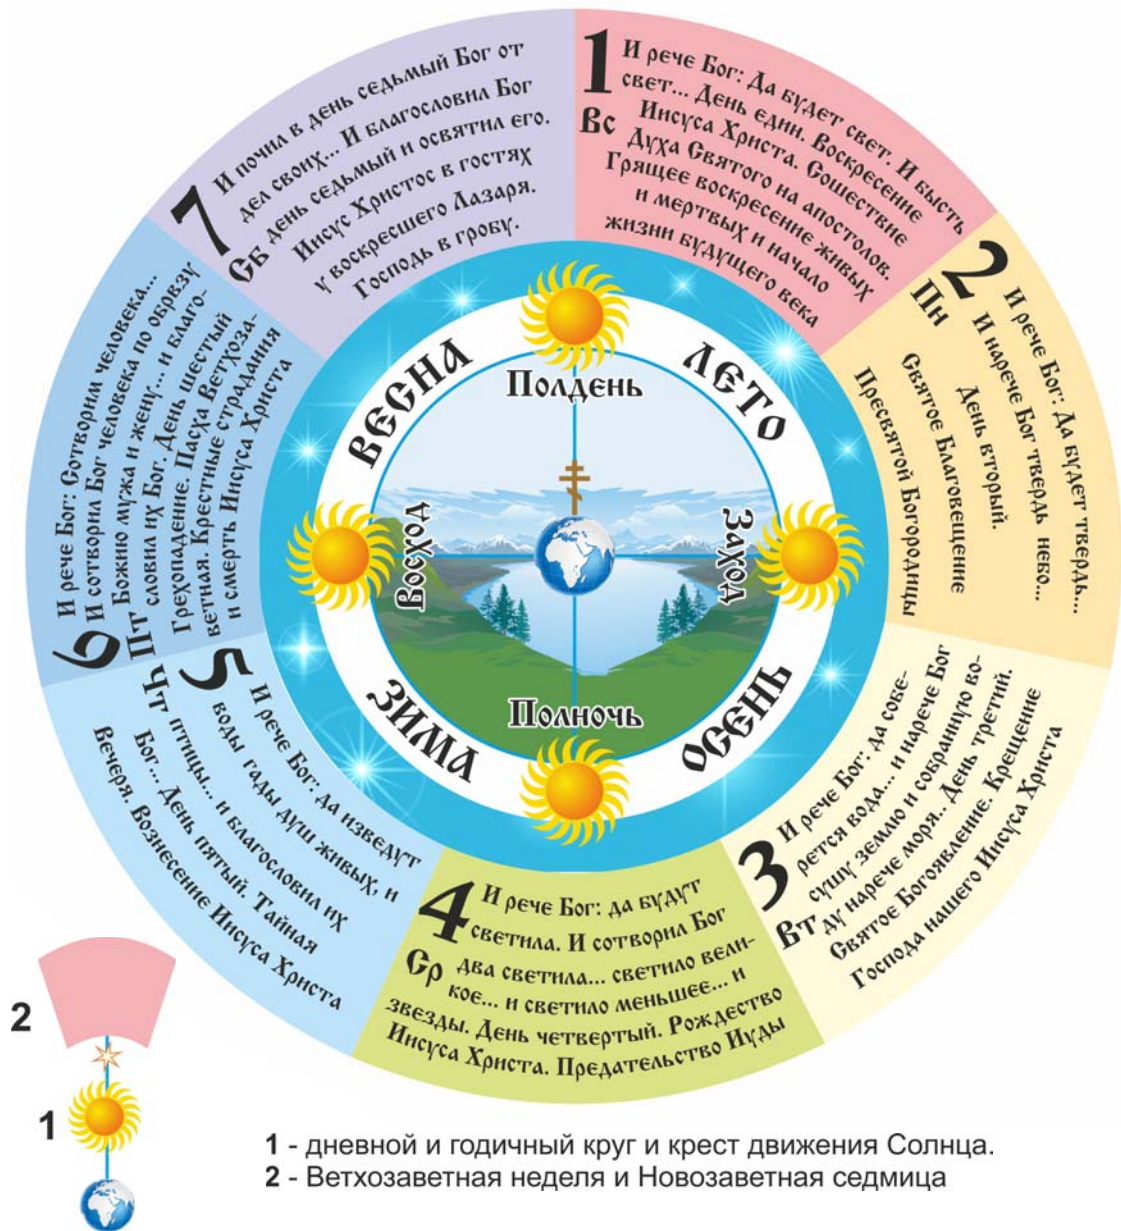 1
Вс
И рече Бог: Да будет свет. И бысть
свет... День един. Воскресение
Иисуса Христа. Сошествие
Духа Святого на апостолов.
Грящее воскресение живых
и мертвых и начало
жизни будущего века
2
Пн
И рече Бог: Да будет твердь...
И нарече Бог твердь небо...
День вторый.
Святое Благовещение
Пресвятой Богородицы
3
Вт
И рече Бог: да собе-
рется вода... и нарече Бог
сушу землю и собранную во-
ду нарече моря. День третий.
Святое Богоявление. Крещение
Господа нашего Иисуса Христа
4
Ср
И рече Бог: да будут
светила. И сотворил Бог
два светила... светило вели-
кое... и светило меньшее... и
звезды. День четвертый. Рождество
Иисуса Христа. Предательство Иуды
5
Чт
И рече Бог: да изведут
воды гады душ живых, и
птицы... и благословил их
Бог... День пятый. Тайная
Вечеря. Вознесение Иисуса Христа
6
Пт
И рече Бог: Сотворим человека...
И сотворил Бог человека по обрвзу
Божию мужа и жену... и благо-
словил их Бог. День шестый
Грехопадение. Пасха Ветхоза-
ветная. Крестные страдания
и смерть Иисуса Христа
7
Сб
И почил в день седьмый Бог от
дел своих... И благословил Бог
день седьмый и освятил его.
Иисус Христос в гостях
у воскресшего Лазаря.
Господь в гробу.
ВЕСНА
ЛЕТО
ОСЕНЬ
ЗИМА
Полдень
Восход
Заход
Полночь
2
1
1 - дневной и годичный круг и крест движения Солнца.
2 - Ветхозаветная неделя и Новозаветная седмица